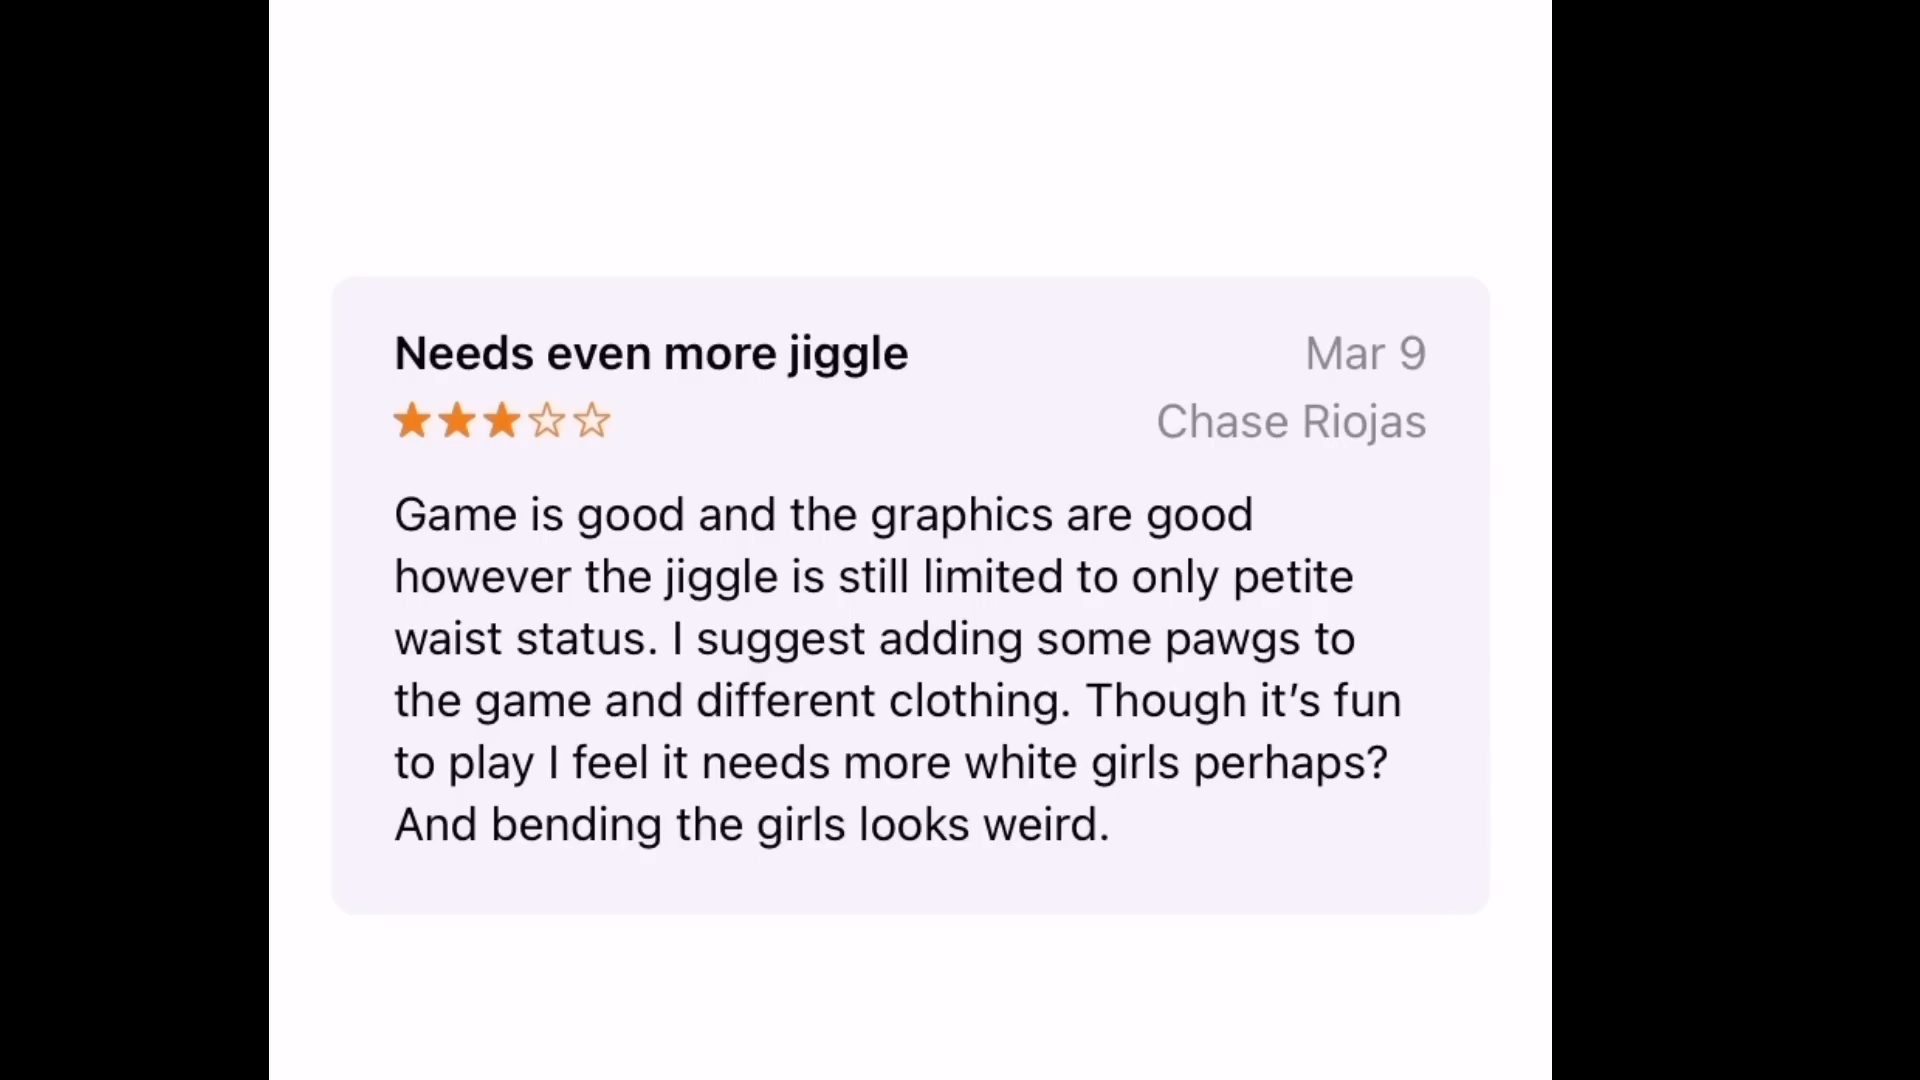 Needs even more jiggle
Mar 9
★★★☆☆
Chase Riojas
Game is good and the graphics are good
however the jiggle is still limited to only petite
waist status. I suggest adding some pawgs to
the game and different clothing. Though it’s fun
to play I feel it needs more white girls perhaps?
And bending the girls looks weird.